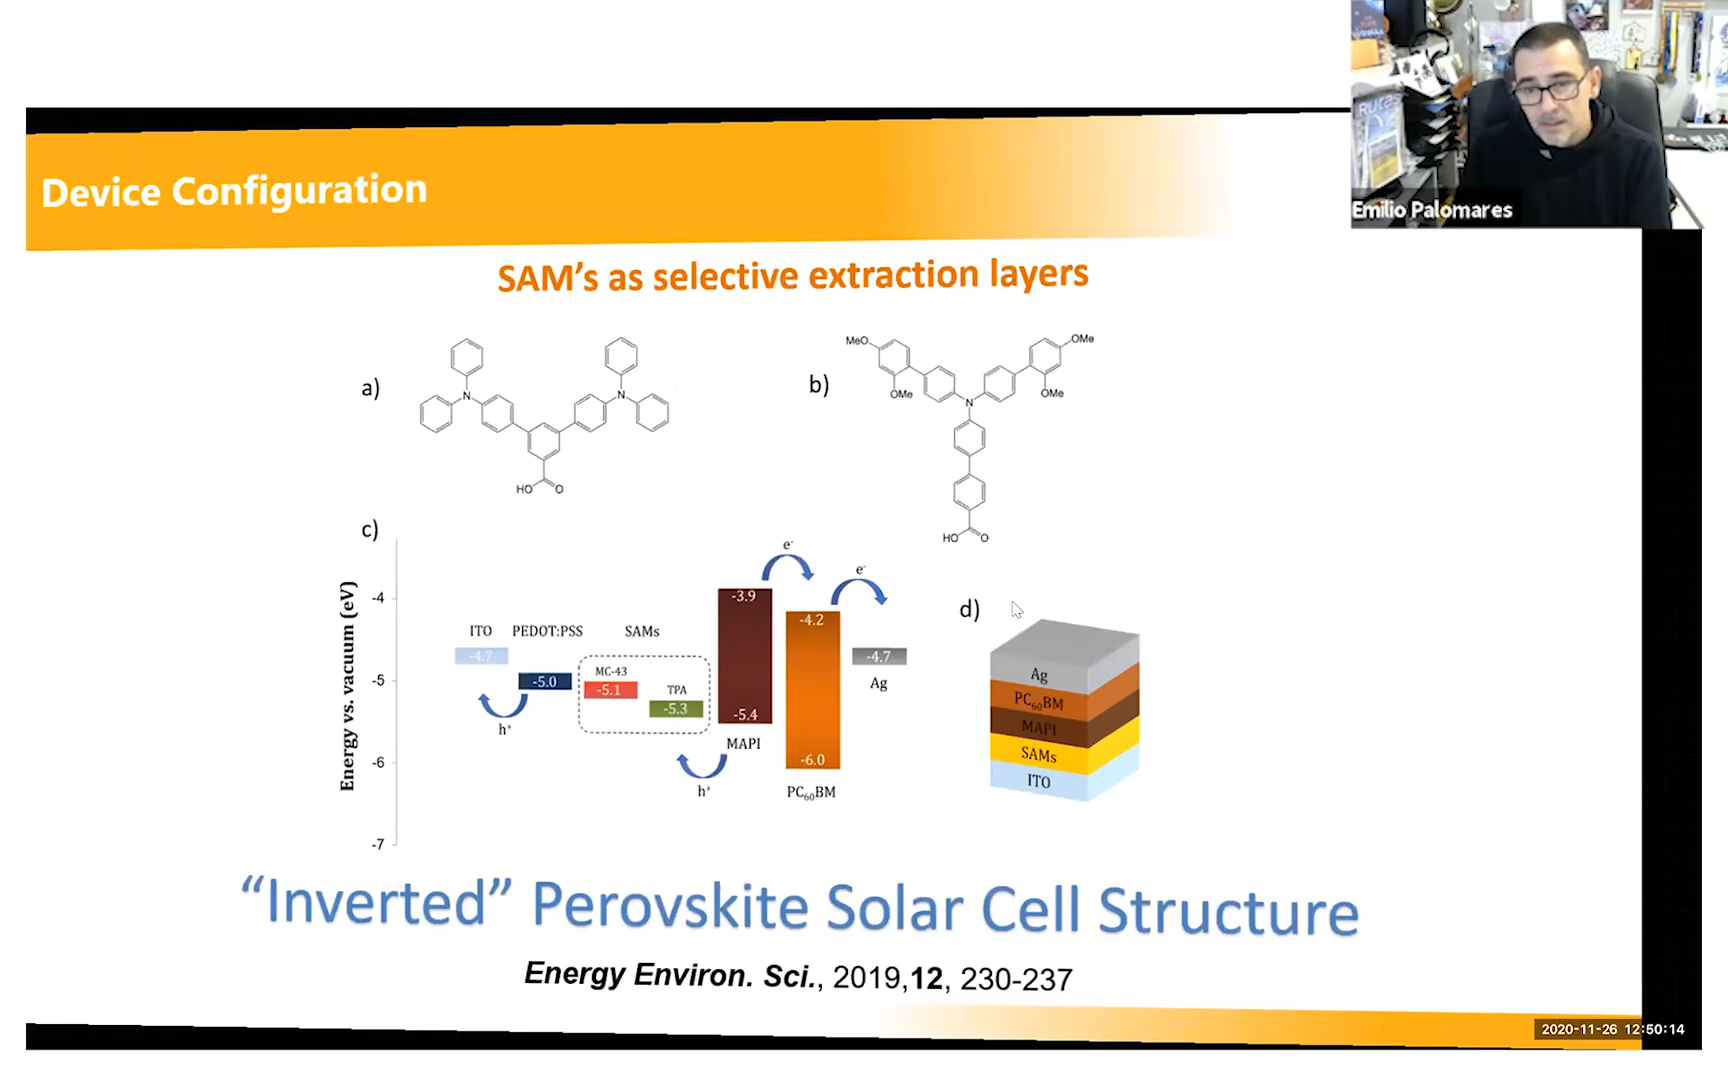 Device Configuration
Emilio Palomares
SAM's as selective extraction layers
a)
N
N
HO
O
b)
MeO
OMe
OMe
OMe
N
HO
O
c)
Energy vs. vacuum (eV)
-4
-5
-6
-7
ITO
-4.7
PEDOT:PSS
-5.0
h⁺
SAMs
MC-43
-5.1
TPA
-5.3
h⁺
-3.9
-5.4
MAPI
e⁻
-4.2
-6.0
PC₆₀BM
e⁻
-4.7
Ag
d)
Ag
PC₆₀BM
MAPI
SAMs
ITO
“Inverted” Perovskite Solar Cell Structure
Energy Environ. Sci., 2019,12, 230-237
2020-11-26 12:50:14